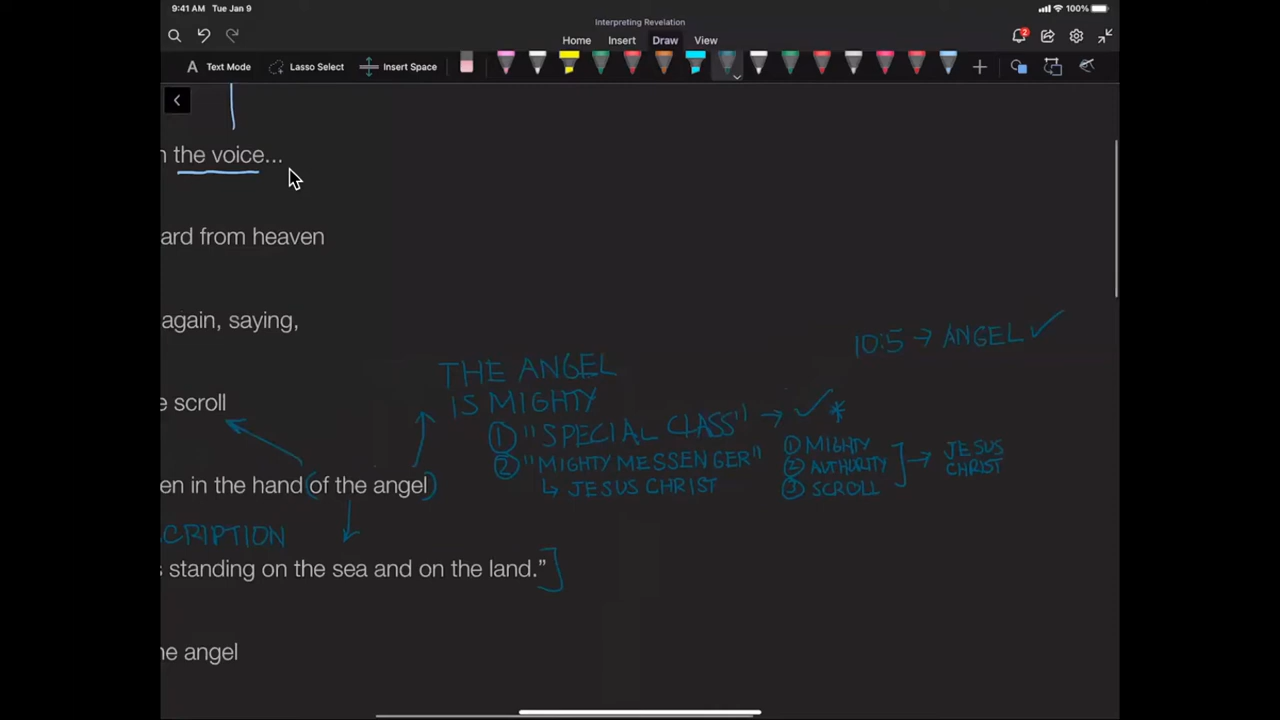 9:41 AM Tue Jan 9
100%
Interpreting Revelation
Home Insert Draw View
2
A Text Mode Lasso Select Insert Space
the voice...
ard from heaven
again, saying,
10:5 → ANGEL ✓
THE ANGEL
IS MIGHTY
e scroll
① "SPECIAL CLASS" → ✓ *
② "MIGHTY MESSENGER"
↳ JESUS CHRIST
① MIGHTY
② AUTHORITY
③ SCROLL
→ JESUS
CHRIST
en in the hand (of the angel)
CRIPTION
s standing on the sea and on the land.”]
e angel